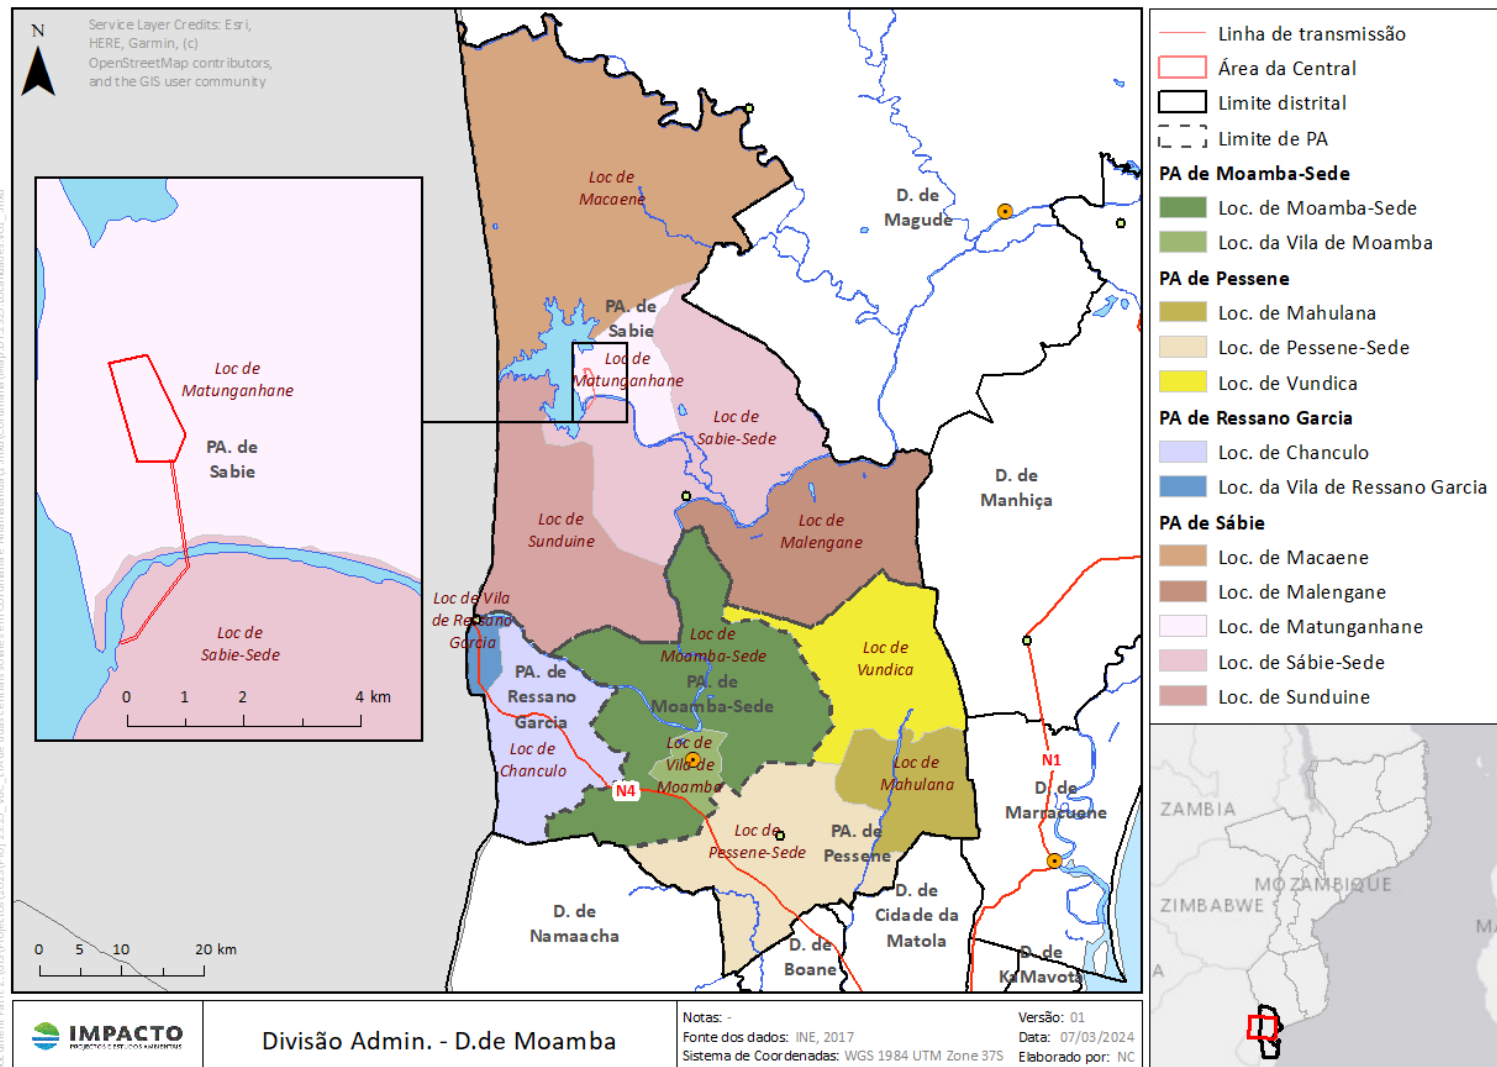 N
Service Layer Credits: Esri,
HERE, Garmin, (c)
OpenStreetMap contributors,
and the GIS user community
Loc de
Macaene
D. de
Magude
PA. de
Sabie
Loc de
Matunganhane
Loc de
Sabie-Sede
D. de
Manhiça
Loc de
Sunduine
Loc de
Malengane
Loc de Vila
de Ressano
Garcia
Loc de
Moamba-Sede
Loc de
Vundica
PA. de
Ressano
Garcia
PA. de
Moamba-Sede
Loc de
Chanculo
Loc de
Vila de
Moamba
Loc de
Mahulana
N1
N4
D. de
Marracuene
Loc de
Pessene-Sede
PA. de
Pessene
D. de
Namaacha
D. de
Cidade da
Matola
D. de
Boane
D. de
KaMavota
0 5 10 20 km
Loc de
Matunganhane
PA. de
Sabie
Loc de
Sabie-Sede
0 1 2 4 km
Linha de transmissão
Área da Central
Limite distrital
Limite de PA
PA de Moamba-Sede
Loc. de Moamba-Sede
Loc. da Vila de Moamba
PA de Pessene
Loc. de Mahulana
Loc. de Pessene-Sede
Loc. de Vundica
PA de Ressano Garcia
Loc. de Chanculo
Loc. da Vila de Ressano Garcia
PA de Sábie
Loc. de Macaene
Loc. de Malengane
Loc. de Matunganhane
Loc. de Sábie-Sede
Loc. de Sunduine
ZAMBIA
MOZAMBIQUE
ZIMBABWE
IMPACTO
PROJECTOS E ESTUDOS AMBIENTAIS
Divisão Admin. - D.de Moamba
Notas: -
Fonte dos dados: INE, 2017
Sistema de Coordenadas: WGS 1984 UTM Zone 37S
Versão: 01
Data: 07/03/2024
Elaborado por: NC